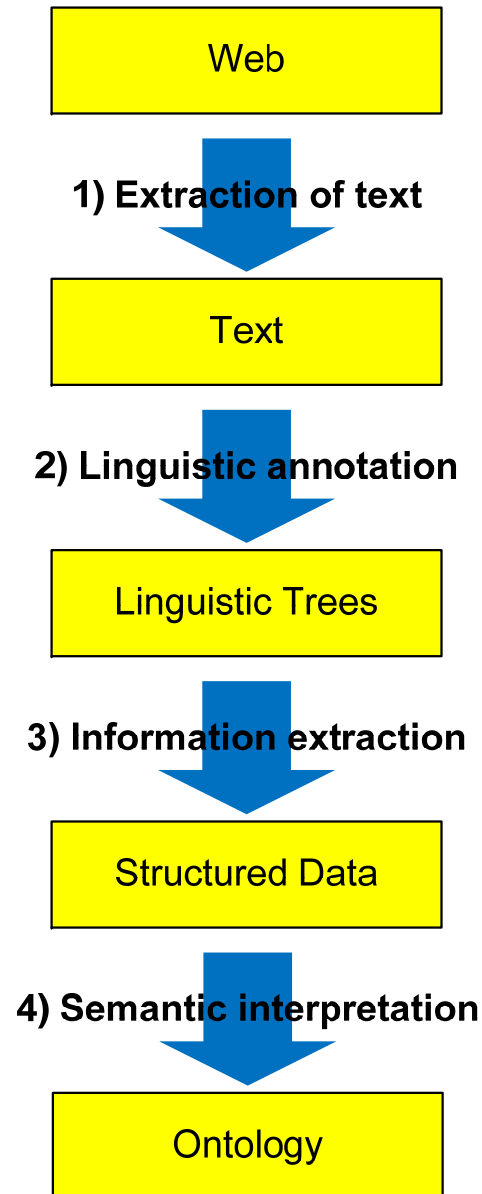 Web
1) Extraction of text
Text
2) Linguistic annotation
Linguistic Trees
3) Information extraction
Structured Data
4) Semantic interpretation
Ontology